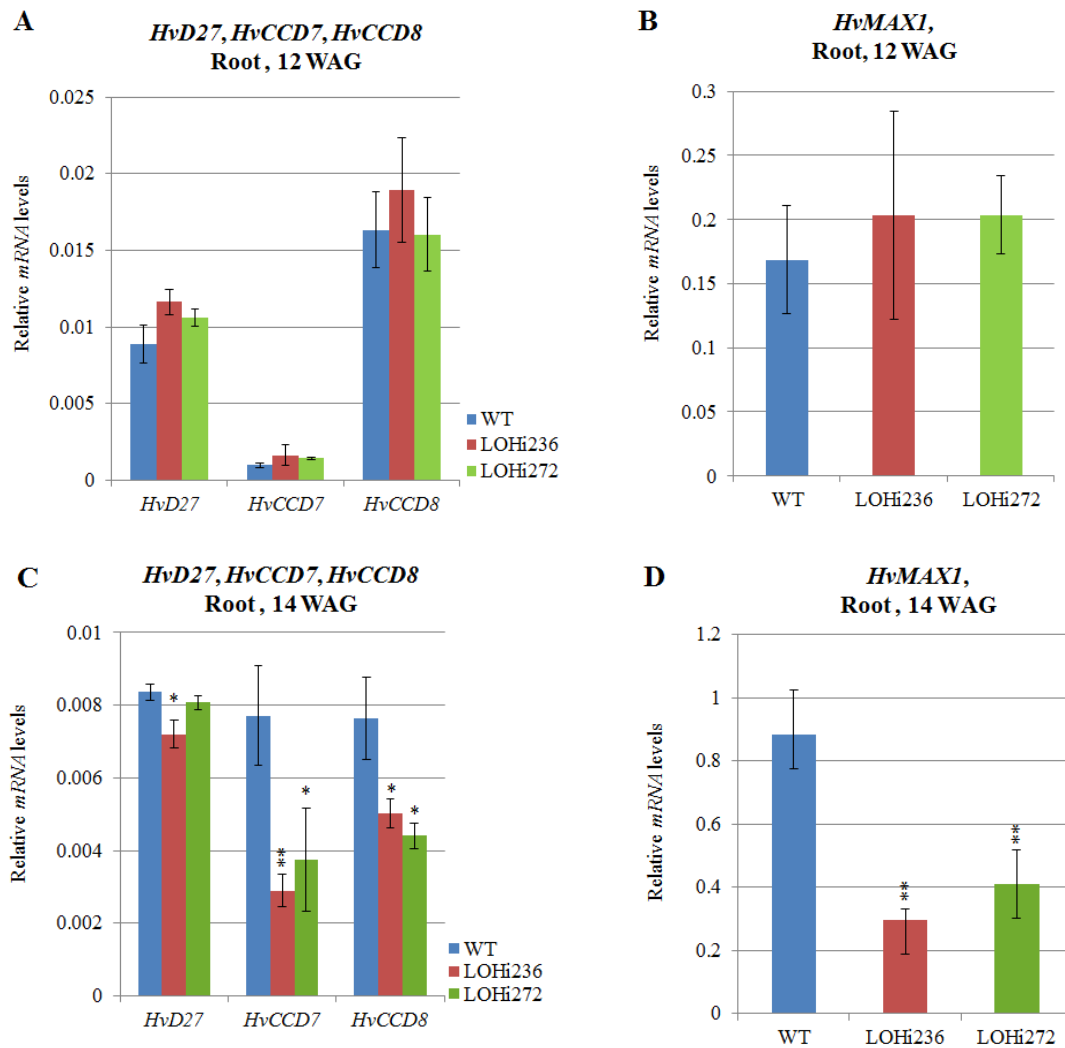 A
HvD27, HvCCD7, HvCCD8
Root , 12 WAG
Relative mRNA levels
0.025
0.02
0.015
0.01
0.005
0
HvD27
HvCCD7
HvCCD8
WT
LOHi236
LOHi272
B
HvMAX1,
Root, 12 WAG
Relative mRNA levels
0.3
0.25
0.2
0.15
0.1
0.05
0
WT
LOHi236
LOHi272
C
HvD27, HvCCD7, HvCCD8
Root , 14 WAG
Relative mRNA levels
0.01
0.008
0.006
0.004
0.002
0
*
**
*
*
*
HvD27
HvCCD7
HvCCD8
WT
LOHi236
LOHi272
D
HvMAX1,
Root, 14 WAG
Relative mRNA levels
1.2
1
0.8
0.6
0.4
0.2
0
**
**
WT
LOHi236
LOHi272